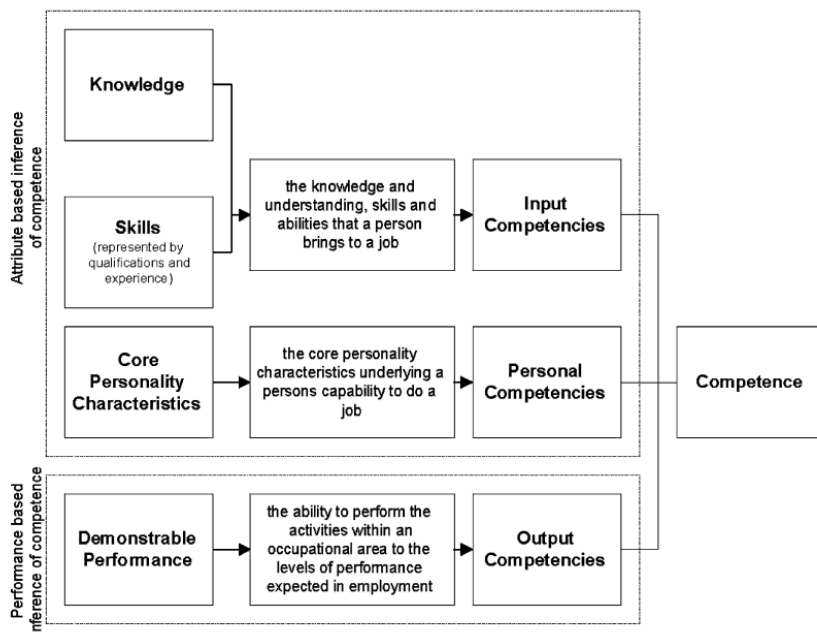 Attribute based inference
of competence
Knowledge
Skills
(represented by
qualifications and
experience)
the knowledge and
understanding, skills and
abilities that a person
brings to a job
Input
Competencies
Core
Personality
Characteristics
the core personality
characteristics underlying a
persons capability to do a
job
Personal
Competencies
Competence
Performance based
inference of competence
Demonstrable
Performance
the ability to perform the
activities within an
occupational area to the
levels of performance
expected in employment
Output
Competencies